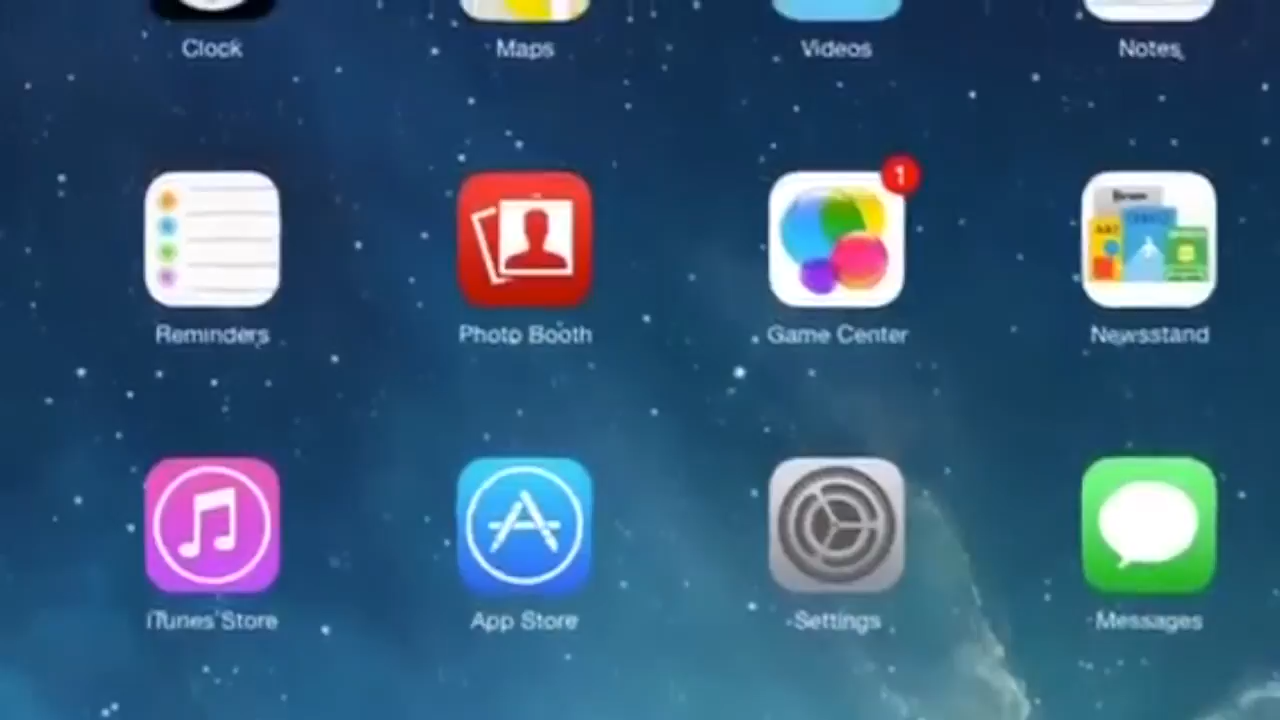 Clock
Maps
Videos
Notes
1
Reminders
Photo Booth
Game Center
Newsstand
iTunes Store
App Store
Settings
Messages